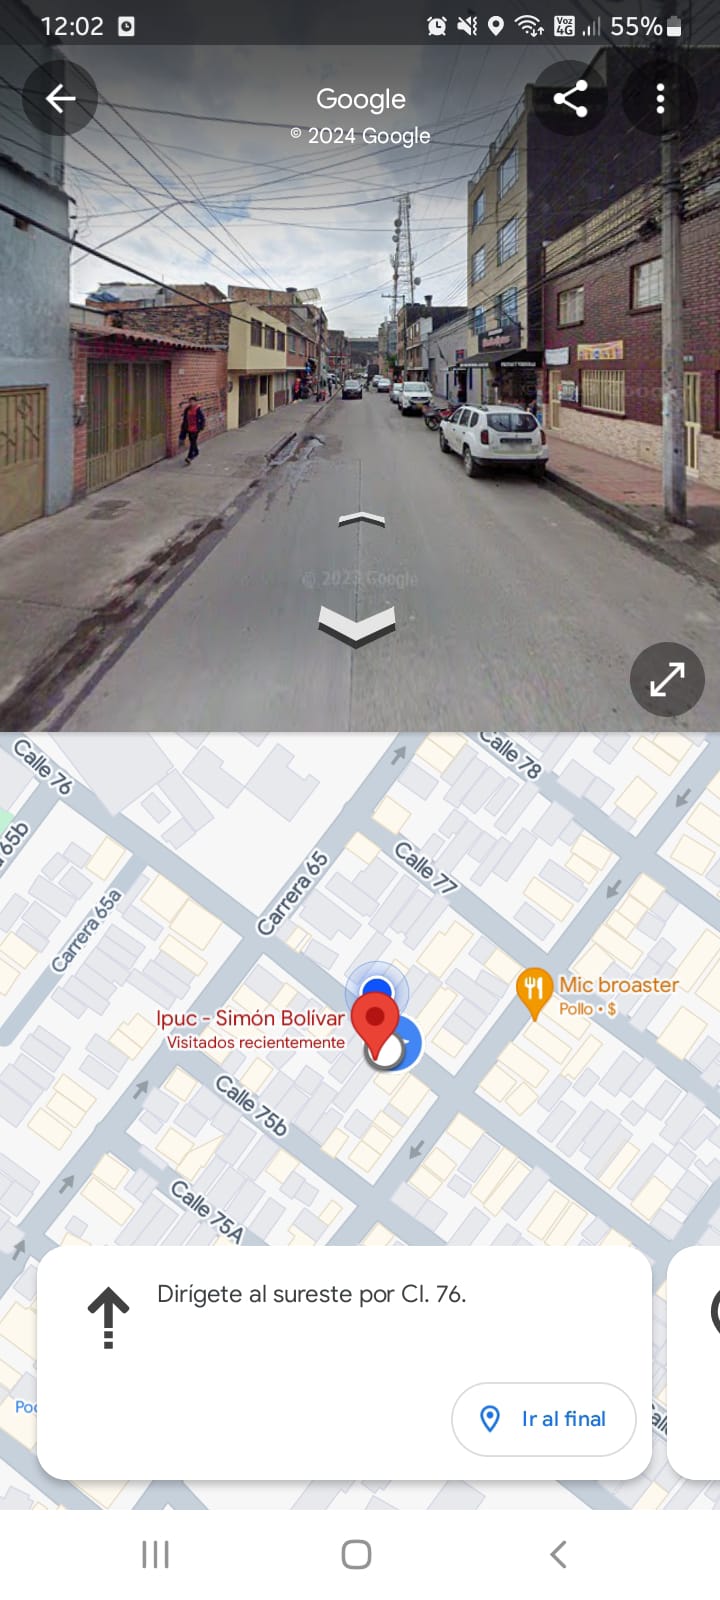 12:02
Voz
4G
55%
Google
© 2024 Google
© 2023 Google
Calle 76
Calle 78
65b
Carrera 65a
Carrera 65
Calle 77
Mic broaster
Pollo • $
Ipuc - Simón Bolívar
Visitados recientemente
Calle 75b
Calle 75A
Dirígete al sureste por Cl. 76.
Ir al final